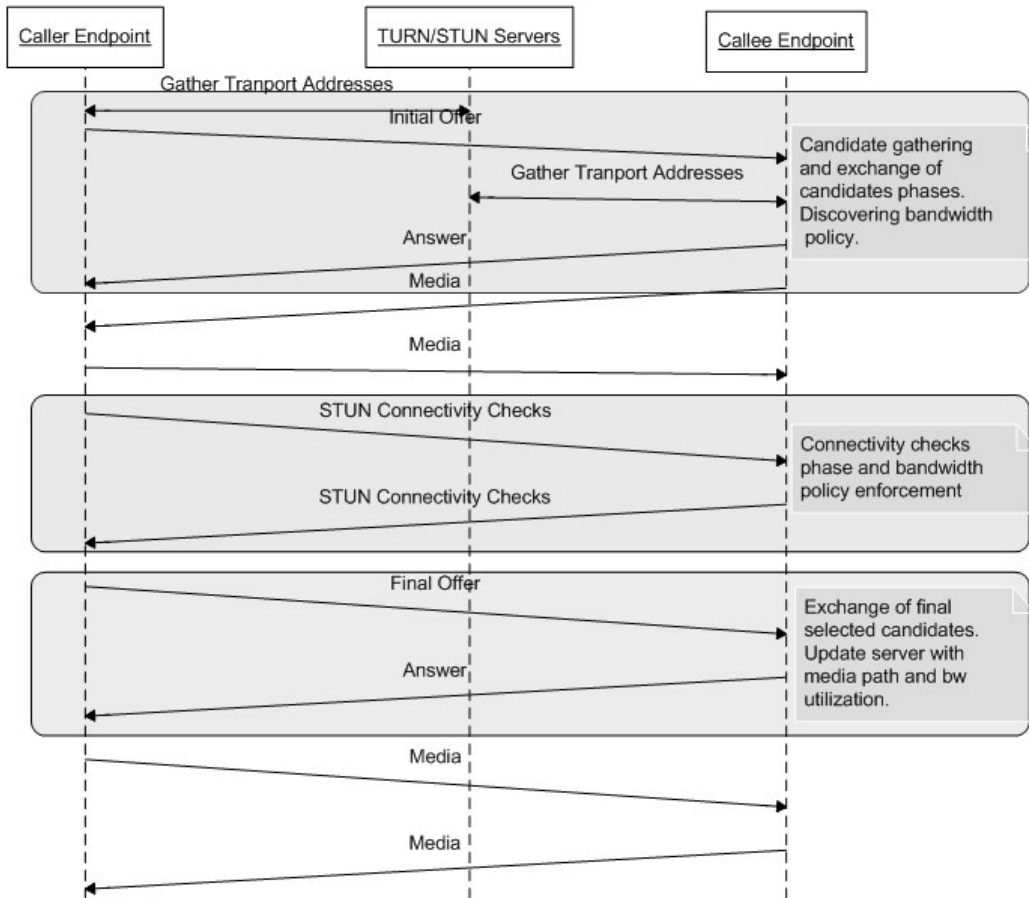 Caller Endpoint
TURN/STUN Servers
Callee Endpoint
Gather Tranport Addresses
Initial Offer
Candidate gathering
and exchange of
candidates phases.
Discovering bandwidth
policy.
Gather Tranport Addresses
Answer
Media
Media
STUN Connectivity Checks
Connectivity checks
phase and bandwidth
policy enforcement
STUN Connectivity Checks
Final Offer
Exchange of final
selected candidates.
Update server with
media path and bw
utilization.
Answer
Media
Media